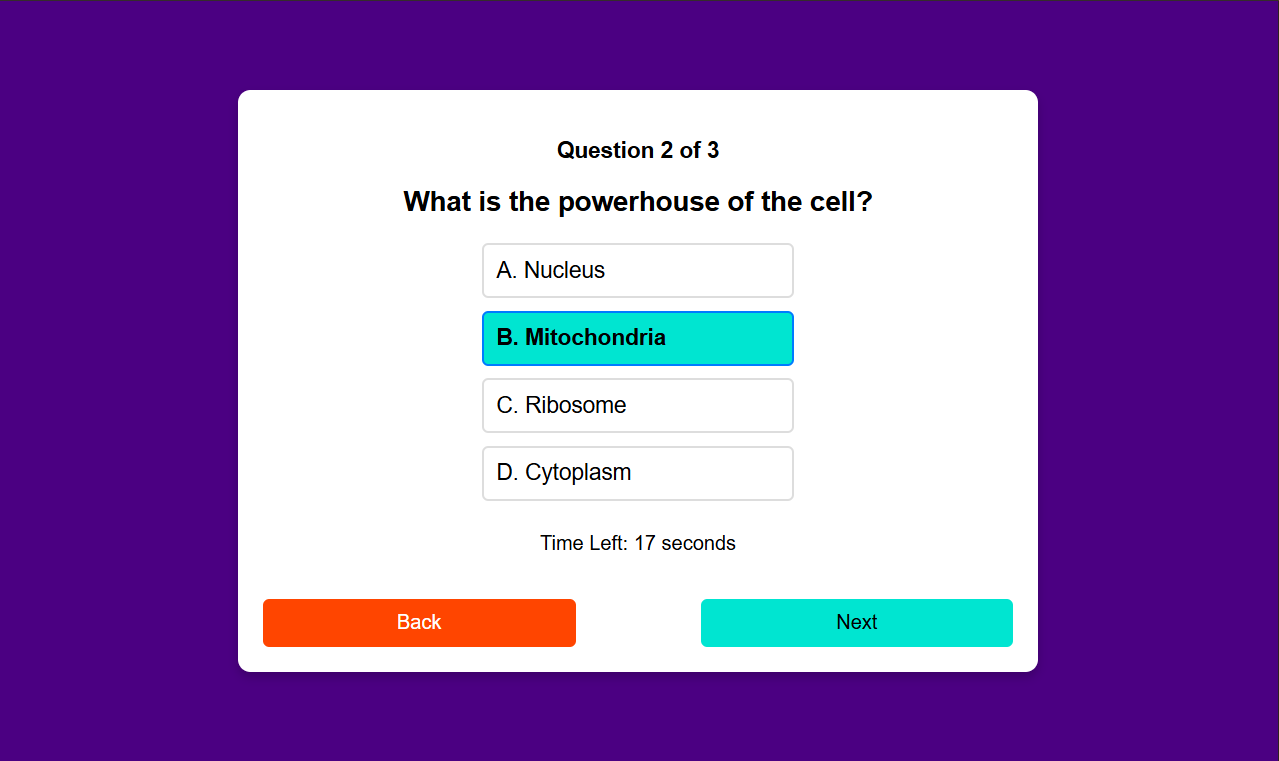 Question 2 of 3
What is the powerhouse of the cell?
A. Nucleus
B. Mitochondria
C. Ribosome
D. Cytoplasm
Time Left: 17 seconds
Back
Next